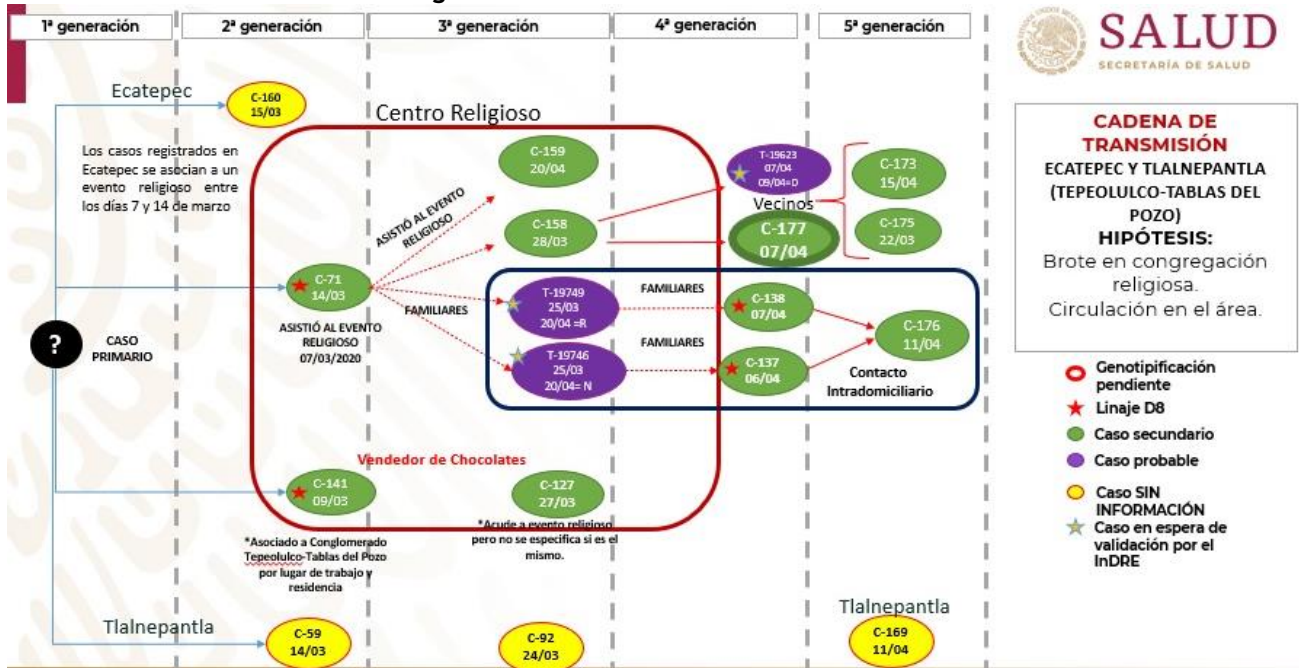 1ª generación
2ª generación
3ª generación
4ª generación
5ª generación
SALUD
SECRETARÍA DE SALUD
CADENA DE
TRANSMISIÓN
ECATEPEC Y TLALNEPANTLA
(TEPEOLULCO-TABLAS DEL
POZO)
HIPÓTESIS:
Brote en congregación
religiosa.
Circulación en el área.
Genotipificación
pendiente
Linaje D8
Caso secundario
Caso probable
Caso SIN
INFORMACIÓN
Caso en espera de
validación por el
InDRE
Ecatepec
C-160
15/03
Los casos registrados en
Ecatepec se asocian a un
evento religioso entre
los días 7 y 14 de marzo
Centro Religioso
C-159
20/04
ASISTIÓ AL EVENTO
RELIGIOSO
C-158
28/03
T-19623
07/04
09/04=D
Vecinos
C-177
07/04
C-173
15/04
C-175
22/03
C-71
14/03
ASISTIÓ AL EVENTO
RELIGIOSO
07/03/2020
FAMILIARES
T-19749
25/03
20/04 =R
FAMILIARES
C-138
07/04
T-19746
25/03
20/04= N
FAMILIARES
C-137
06/04
C-176
11/04
Contacto
Intradomiciliario
?
CASO
PRIMARIO
Vendedor de Chocolates
C-141
09/03
*Asociado a Conglomerado
Tepeolulco-Tablas del Pozo
por lugar de trabajo y
residencia
C-127
27/03
*Acude a evento religioso
pero no se especifica si es el
mismo.
Tlalnepantla
C-59
14/03
C-92
24/03
Tlalnepantla
C-169
11/04